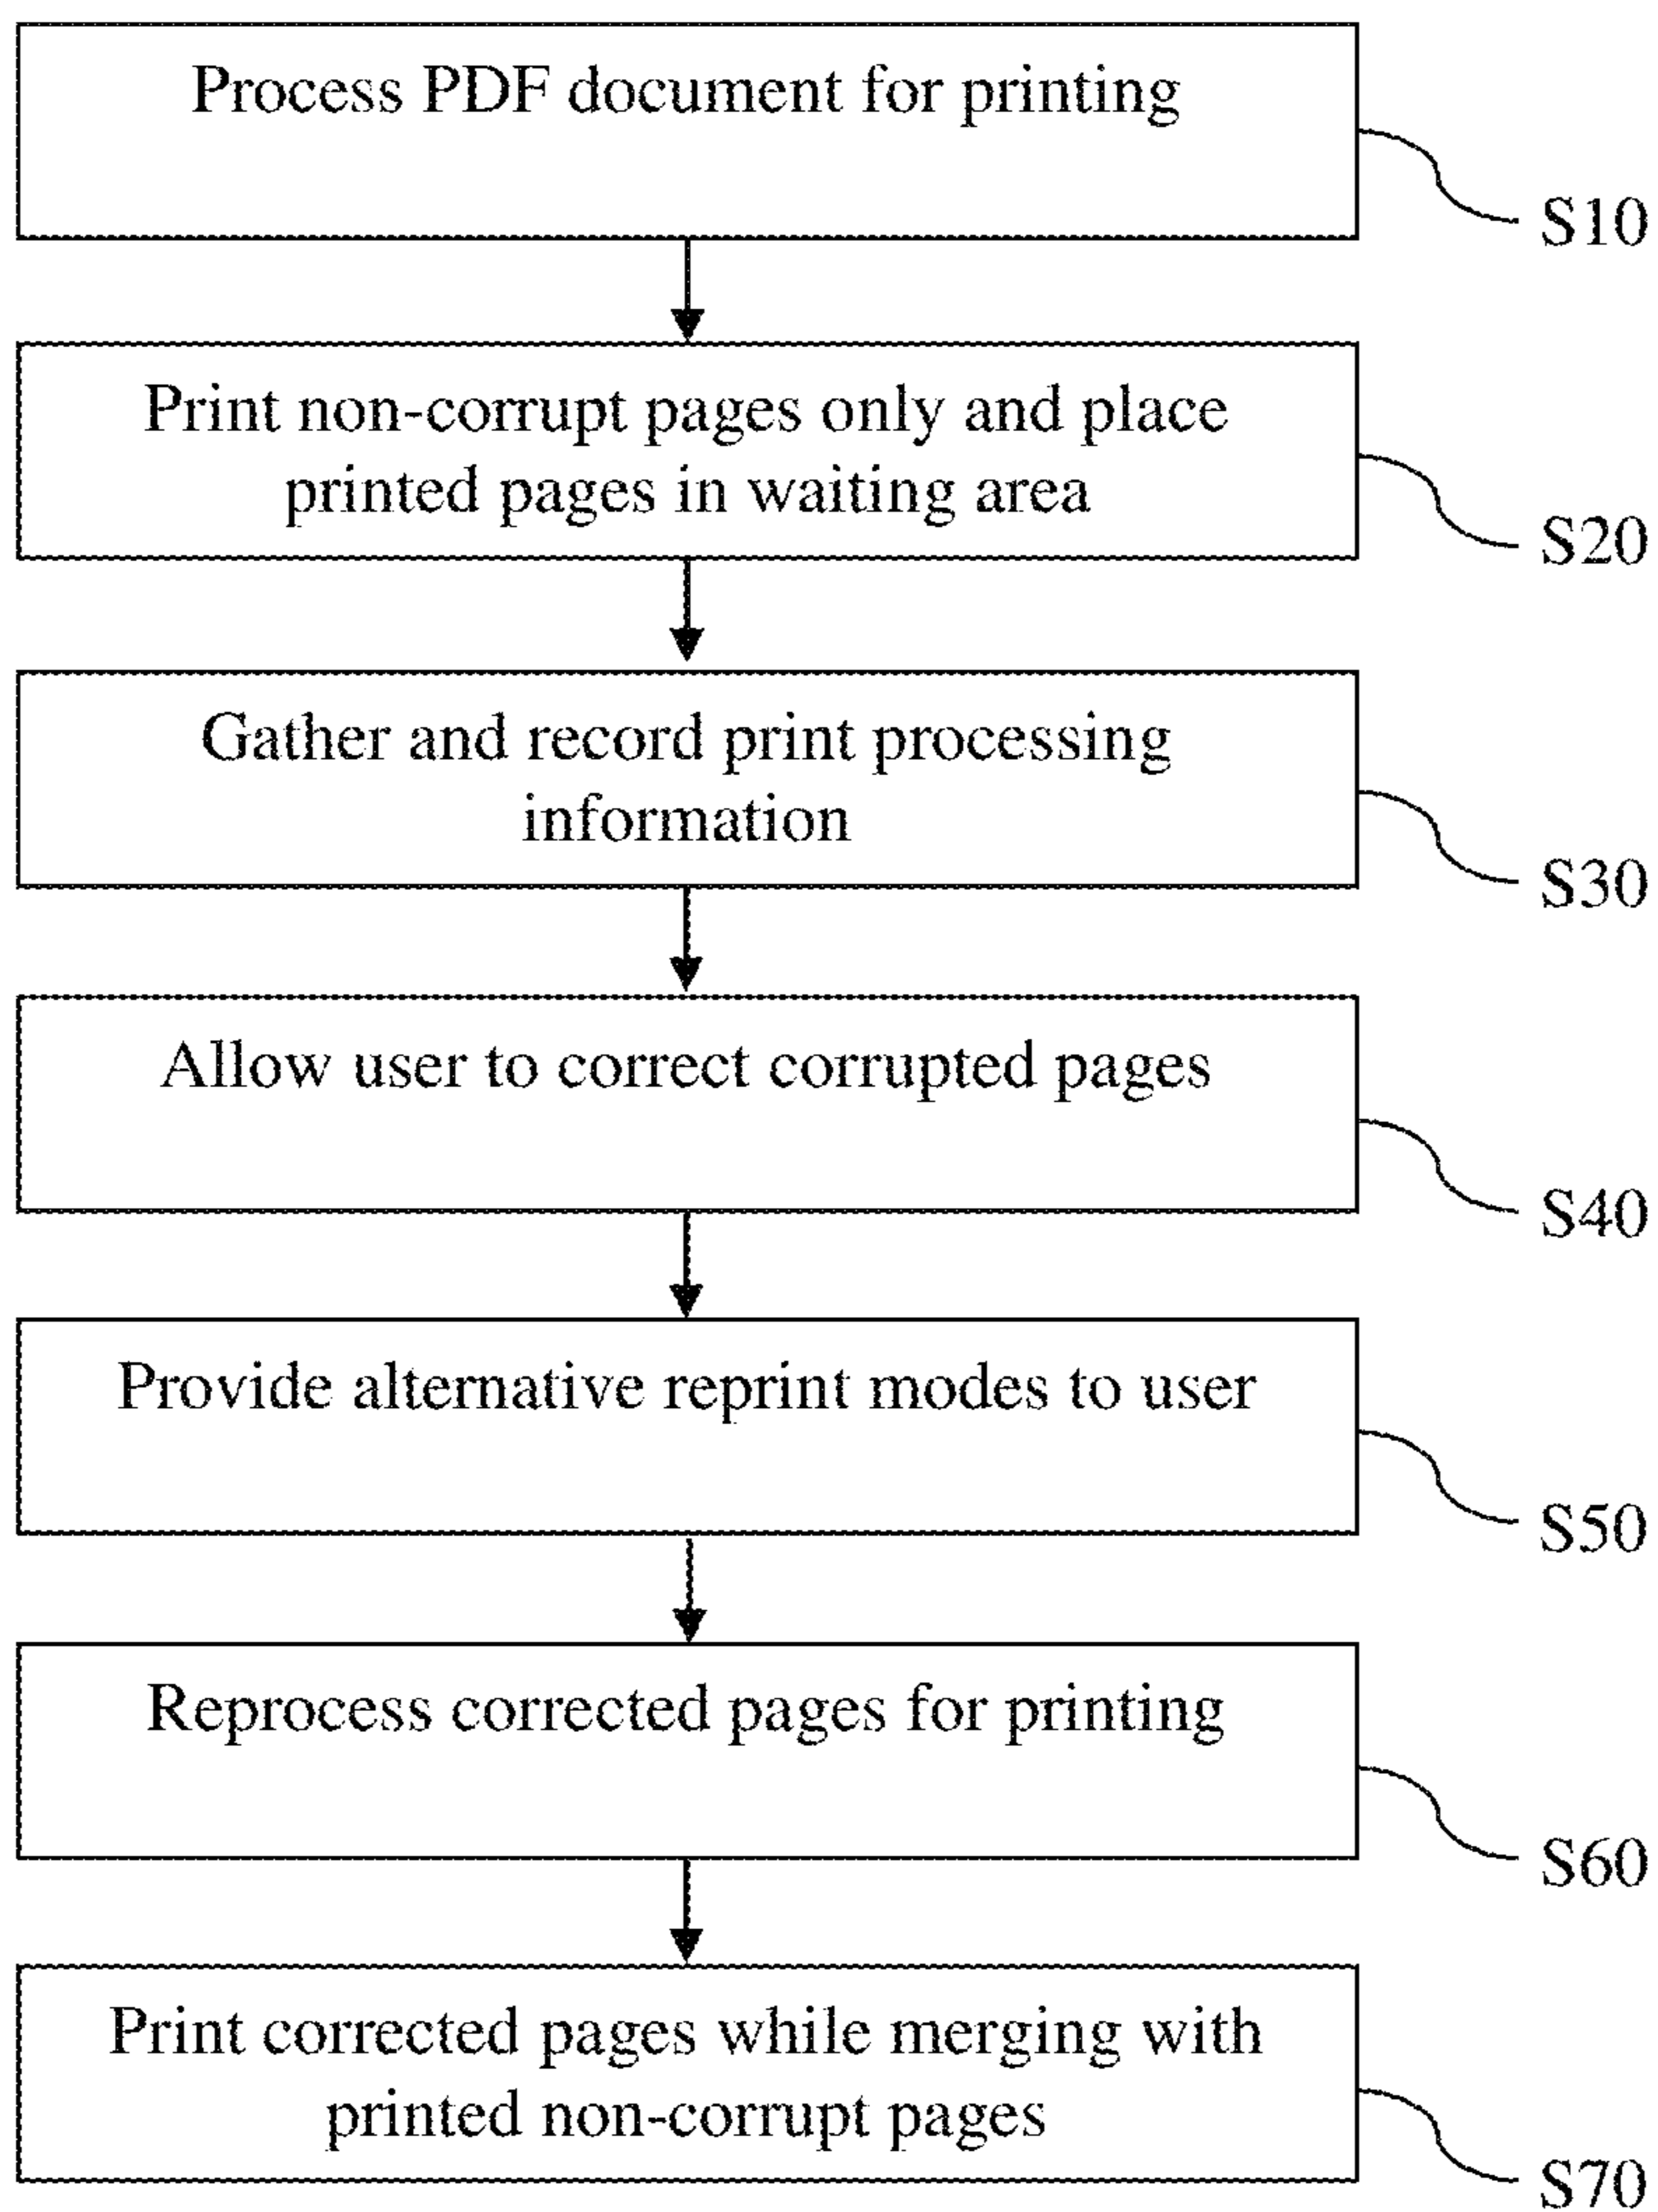 Process PDF document for printing
S10
Print non-corrupt pages only and place
printed pages in waiting area
S20
Gather and record print processing
information
S30
Allow user to correct corrupted pages
S40
Provide alternative reprint modes to user
S50
Reprocess corrected pages for printing
S60
Print corrected pages while merging with
printed non-corrupt pages
S70